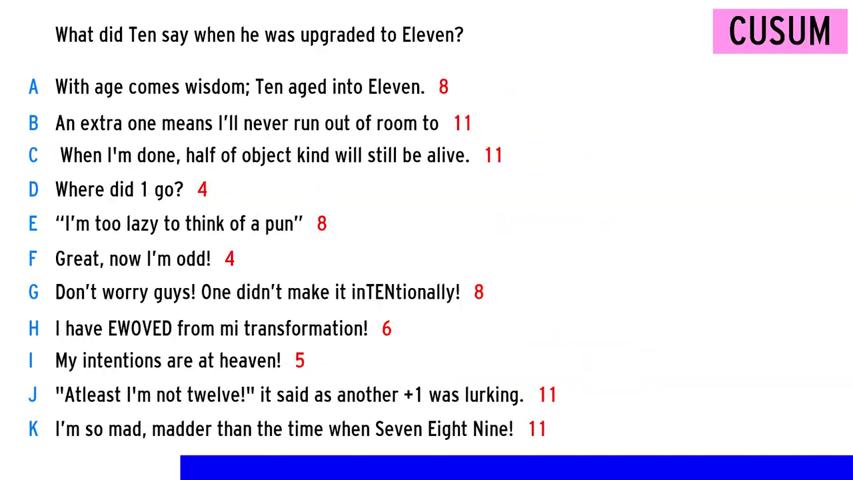 What did Ten say when he was upgraded to Eleven?
CUSUM
A With age comes wisdom; Ten aged into Eleven. 8
B An extra one means I'll never run out of room to 11
C When I'm done, half of object kind will still be alive. 11
D Where did 1 go? 4
E “I'm too lazy to think of a pun” 8
F Great, now I'm odd! 4
G Don't worry guys! One didn't make it inTENtionally! 8
H I have EWOVED from mi transformation! 6
I My intentions are at heaven! 5
J "Atleast I'm not twelve!" it said as another +1 was lurking. 11
K I'm so mad, madder than the time when Seven Eight Nine! 11